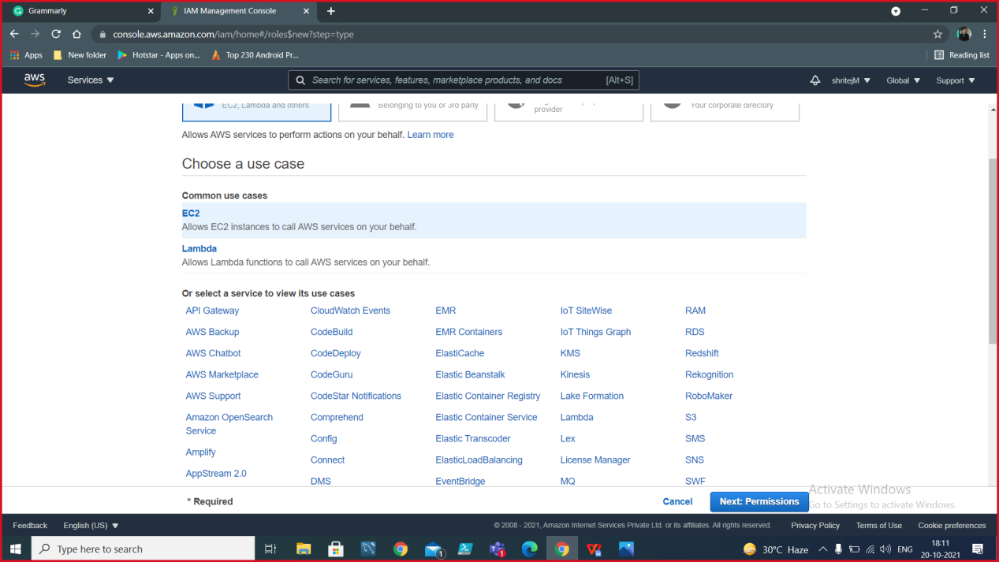 Grammarly
IAM Management Console
console.aws.amazon.com/iam/home#/roles$new?step=type
Apps New folder Hotstar - Apps on... Top 230 Android Pr... Reading list
aws Services Search for services, features, marketplace products, and docs [Alt+S] shritejM Global Support
EC2, Lambda and others Belonging to you or 3rd party provider Your corporate directory
Allows AWS services to perform actions on your behalf. Learn more
Choose a use case
Common use cases
EC2
Allows EC2 instances to call AWS services on your behalf.
Lambda
Allows Lambda functions to call AWS services on your behalf.
Or select a service to view its use cases
API Gateway CloudWatch Events EMR IoT SiteWise RAM
AWS Backup CodeBuild EMR Containers IoT Things Graph RDS
AWS Chatbot CodeDeploy ElastiCache KMS Redshift
AWS Marketplace CodeGuru Elastic Beanstalk Kinesis Rekognition
AWS Support CodeStar Notifications Elastic Container Registry Lake Formation RoboMaker
Amazon OpenSearch Comprehend Elastic Container Service Lambda S3
Service
Config Elastic Transcoder Lex SMS
Amplify Connect ElasticLoadBalancing License Manager SNS
AppStream 2.0 DMS EventBridge MQ SWF
* Required Cancel Next: Permissions
Activate Windows
Go to Settings to activate Windows.
Feedback English (US) © 2008 - 2021, Amazon Internet Services Private Ltd. or its affiliates. All rights reserved. Privacy Policy Terms of Use Cookie preferences
Type here to search 1 1 30°C Haze ENG 18:11
20-10-2021